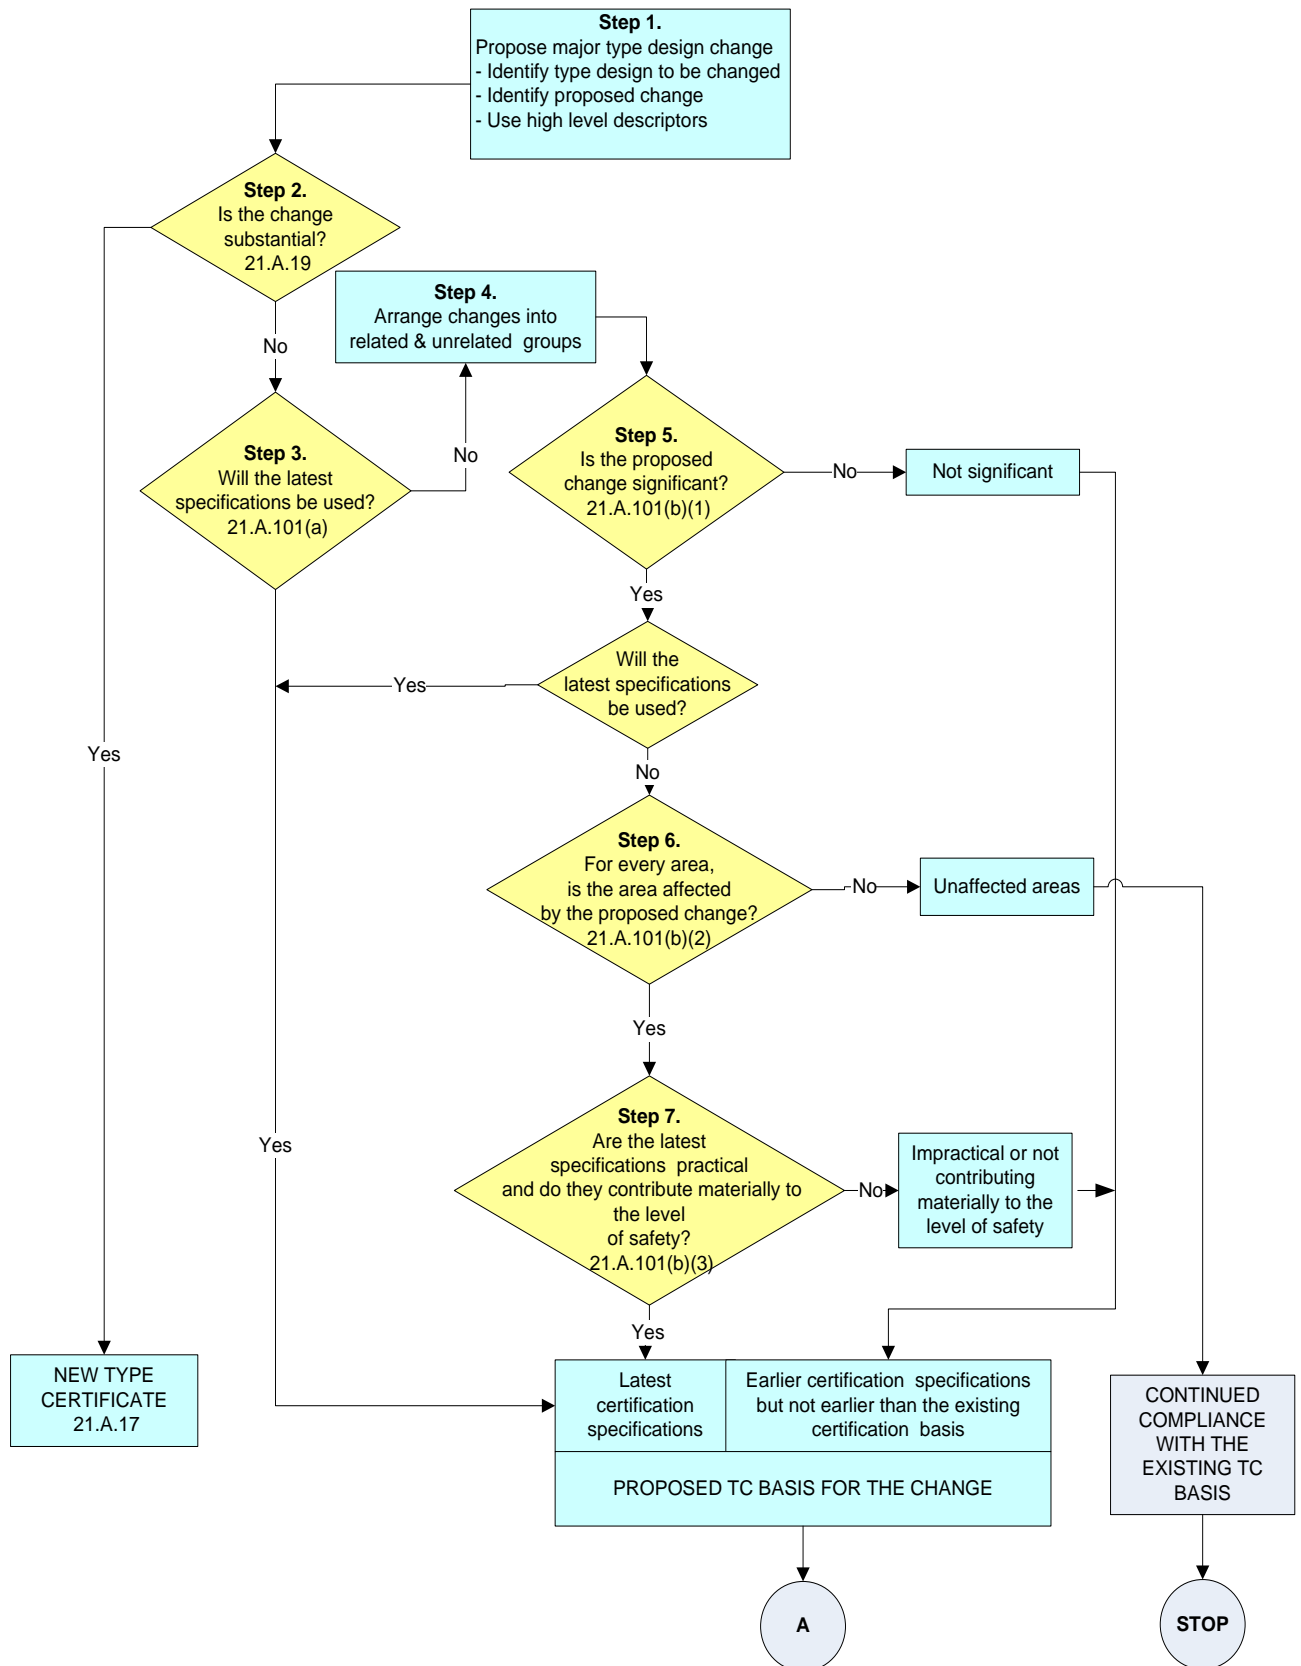 Step 1.
Propose major type design change
- Identify type design to be changed
- Identify proposed change
- Use high level descriptors
Step 2.
Is the change
substantial?
21.A.19
No
Step 3.
Will the latest
specifications be used?
21.A.101(a)
No
Step 4.
Arrange changes into
related & unrelated groups
Step 5.
Is the proposed
change significant?
21.A.101(b)(1)
No
Not significant
Yes
Will the
latest specifications
be used?
Yes
No
Yes
Step 6.
For every area,
is the area affected
by the proposed change?
21.A.101(b)(2)
No
Unaffected areas
Yes
Step 7.
Are the latest
specifications practical
and do they contribute materially to
the level
of safety?
21.A.101(b)(3)
No
Impractical or not
contributing
materially to the
level of safety
Yes
Yes
NEW TYPE
CERTIFICATE
21.A.17
Latest
certification
specifications
Earlier certification specifications
but not earlier than the existing
certification basis
PROPOSED TC BASIS FOR THE CHANGE
CONTINUED
COMPLIANCE
WITH THE
EXISTING TC
BASIS
A
STOP